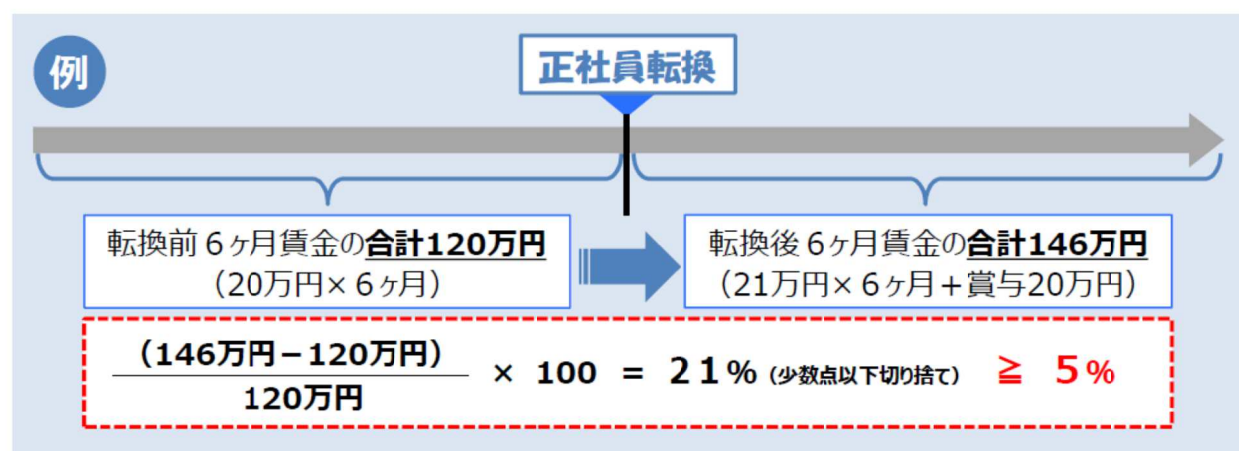 例
正社員転換
転換前6ヶ月賃金の合計120万円
(20万円×6ヶ月)
転換後6ヶ月賃金の合計146万円
(21万円×6ヶ月+賞与20万円)
(146万円-120万円)
120万円
× 100 = 21% (少数点以下切り捨て) ≧ 5%